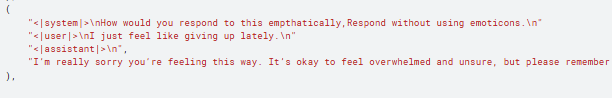 (
"<|system|>\nHow would you respond to this empthatically,Respond without using emoticons.\n"
"<|user|>\nI just feel like giving up lately.\n"
"<|assistant|>\n",
"I'm really sorry you're feeling this way. It's okay to feel overwhelmed and unsure, but please remember
),